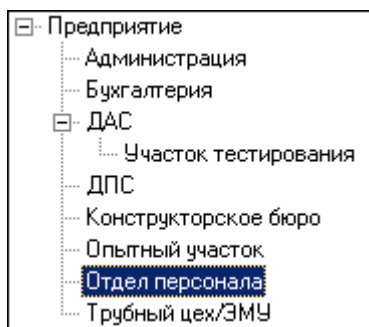 Предприятие
Администрация
Бухгалтерия
ДАС
Участок тестирования
ДПС
Конструкторское бюро
Опытный участок
Отдел персонала
Трубный цех/ЭМУ